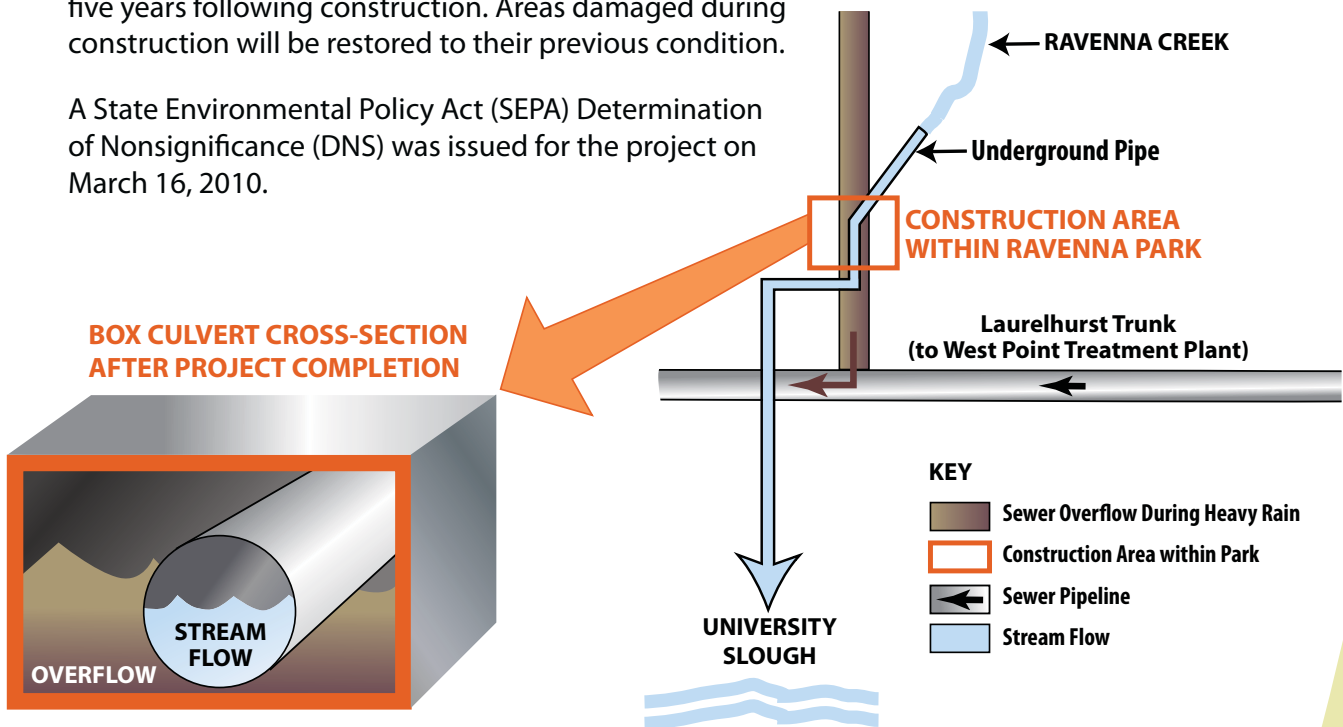 five years following construction. Areas damaged during
construction will be restored to their previous condition.
A State Environmental Policy Act (SEPA) Determination
of Nonsignificance (DNS) was issued for the project on
March 16, 2010.
RAVENNA CREEK
Underground Pipe
CONSTRUCTION AREA
WITHIN RAVENNA PARK
Laurelhurst Trunk
(to West Point Treatment Plant)
BOX CULVERT CROSS-SECTION
AFTER PROJECT COMPLETION
STREAM
FLOW
OVERFLOW
UNIVERSITY
SLOUGH
KEY
Sewer Overflow During Heavy Rain
Construction Area within Park
Sewer Pipeline
Stream Flow